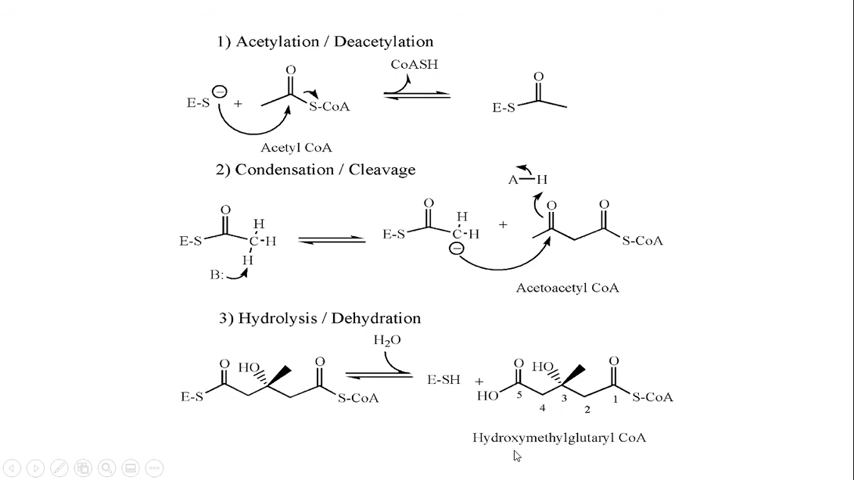 1) Acetylation / Deacetylation
O
CoASH
O
E-S
+
S-CoA
E-S
Acetyl CoA
2) Condensation / Cleavage
A—H
O
H
C-H
E-S
H
B:
O
H
C-H
E-S
+
O
O
S-CoA
Acetoacetyl CoA
3) Hydrolysis / Dehydration
H2O
O
HO
O
E-S
S-CoA
E-SH
+
O
HO
O
HO
5
4
3
2
1
S-CoA
Hydroxymethylglutaryl CoA